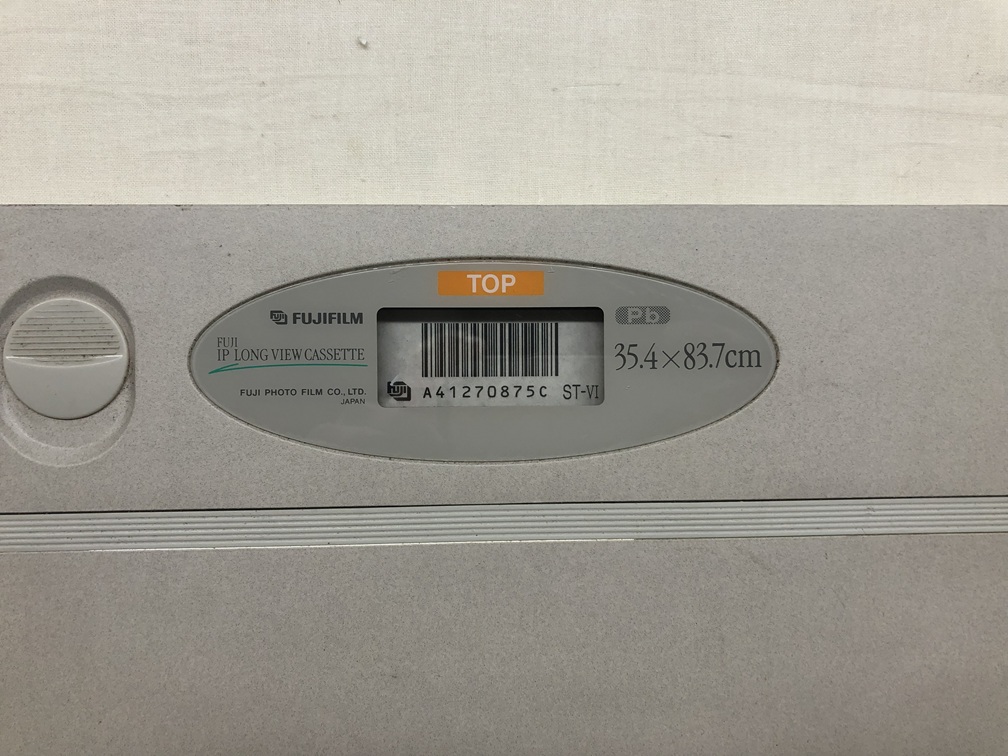 TOP
FUJIFILM
FUJI
IP LONG VIEW CASSETTE
FUJI PHOTO FILM CO., LTD.
JAPAN
A41270875C ST-VI
Pb
35.4×83.7cm